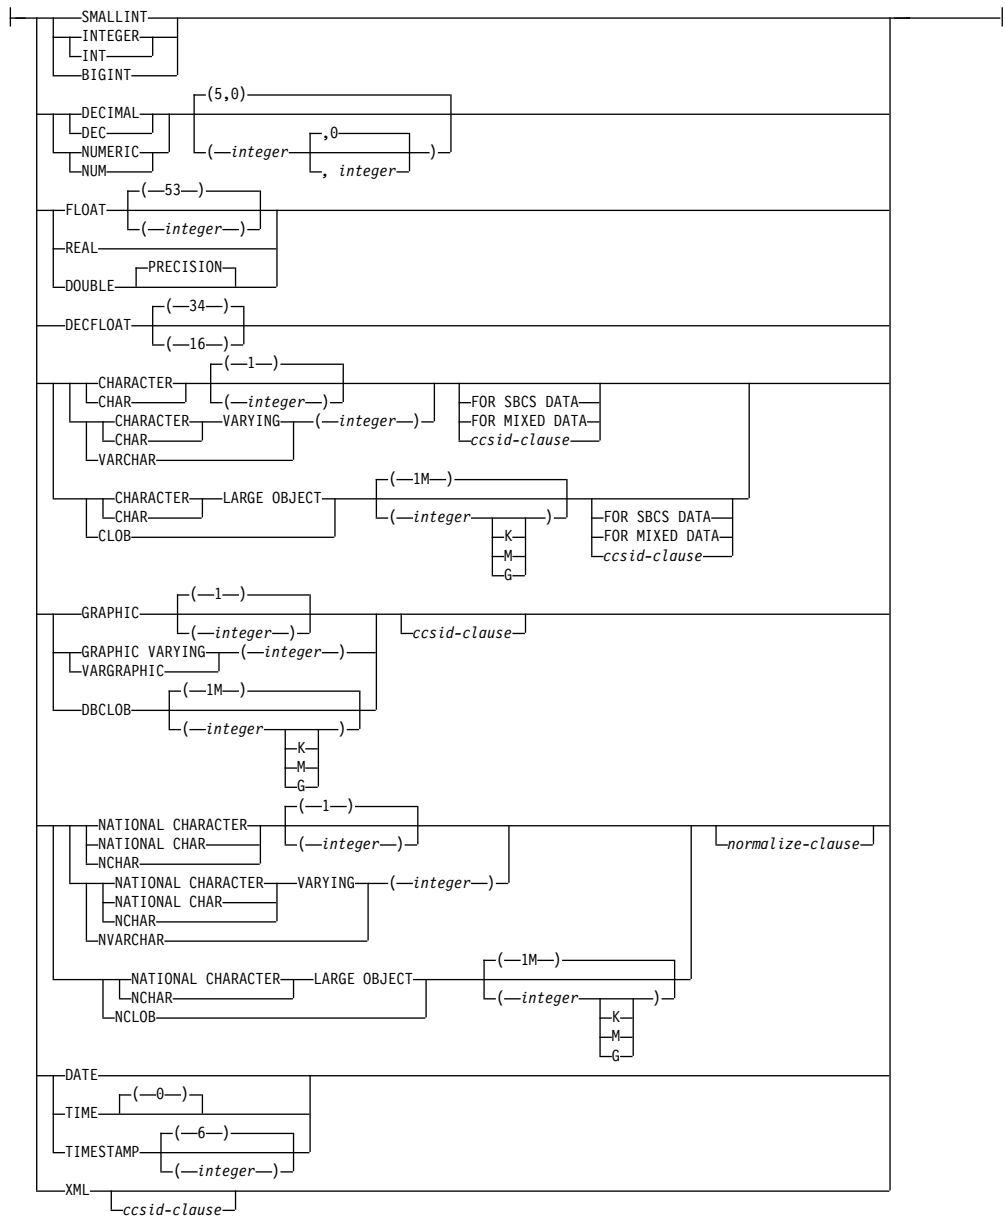 SMALLINT
INTEGER
INT
BIGINT
(5,0)
DECIMAL
DEC
,0
NUMERIC
( integer )
NUM
, integer
( 53 )
FLOAT
( integer )
REAL
PRECISION
DOUBLE
( 34 )
DECFLOAT
( 16 )
( 1 )
CHARACTER
CHAR
( integer )
FOR SBCS DATA
CHARACTER VARYING ( integer )
FOR MIXED DATA
CHAR
ccsid-clause
VARCHAR
( 1M )
CHARACTER LARGE OBJECT
CHAR
( integer )
FOR SBCS DATA
CLOB
K
FOR MIXED DATA
M
ccsid-clause
G
( 1 )
GRAPHIC
( integer )
ccsid-clause
GRAPHIC VARYING ( integer )
VARGRAPHIC
( 1M )
DBCLOB
( integer )
K
M
G
( 1 )
NATIONAL CHARACTER
NATIONAL CHAR
( integer )
normalize-clause
NCHAR
NATIONAL CHARACTER VARYING ( integer )
NATIONAL CHAR
NCHAR
NVARCHAR
( 1M )
NATIONAL CHARACTER LARGE OBJECT
NCHAR
( integer )
NCLOB
K
M
G
DATE
( 0 )
TIME
( 6 )
TIMESTAMP
( integer )
XML
ccsid-clause